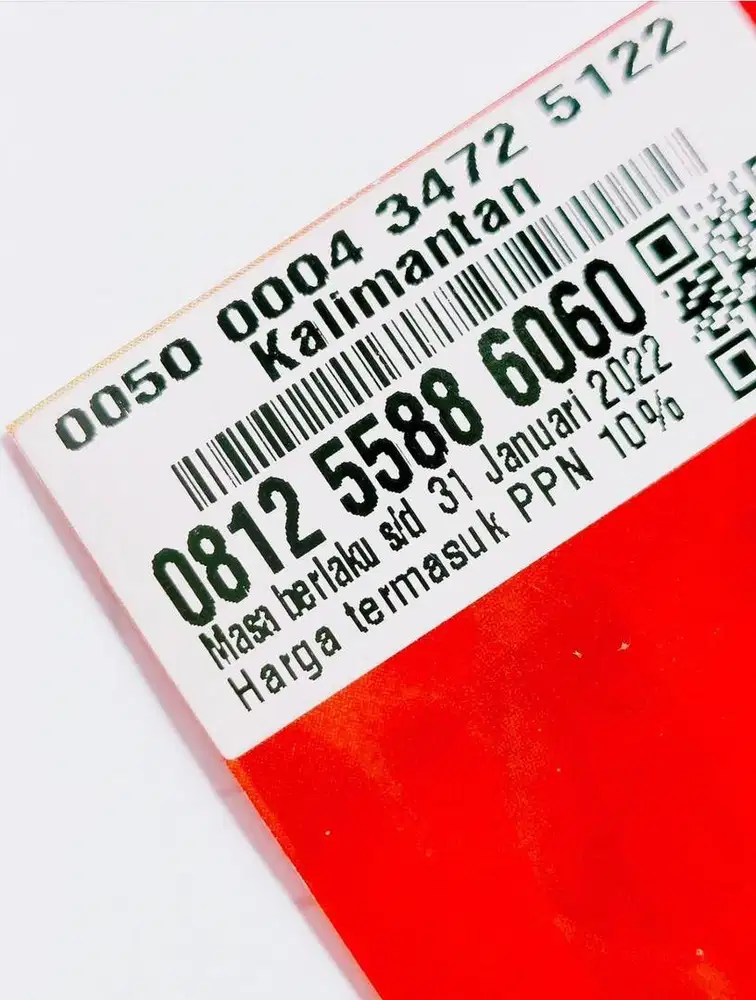 0050 0004 3472 5122
Kalimantan
0812 5588 6060
Masa berlaku s/d 31 Januari 2022
Harga termasuk PPN 10%